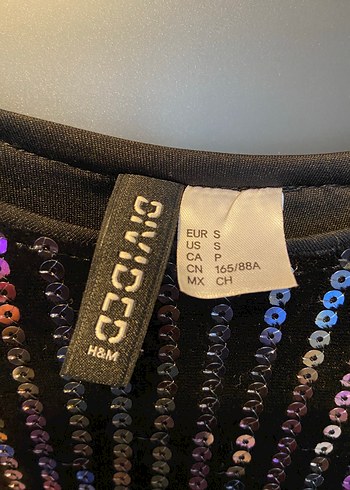 DIVIDED
H&M
EUR S
US S
CA P
CN 165/88A
MX CH